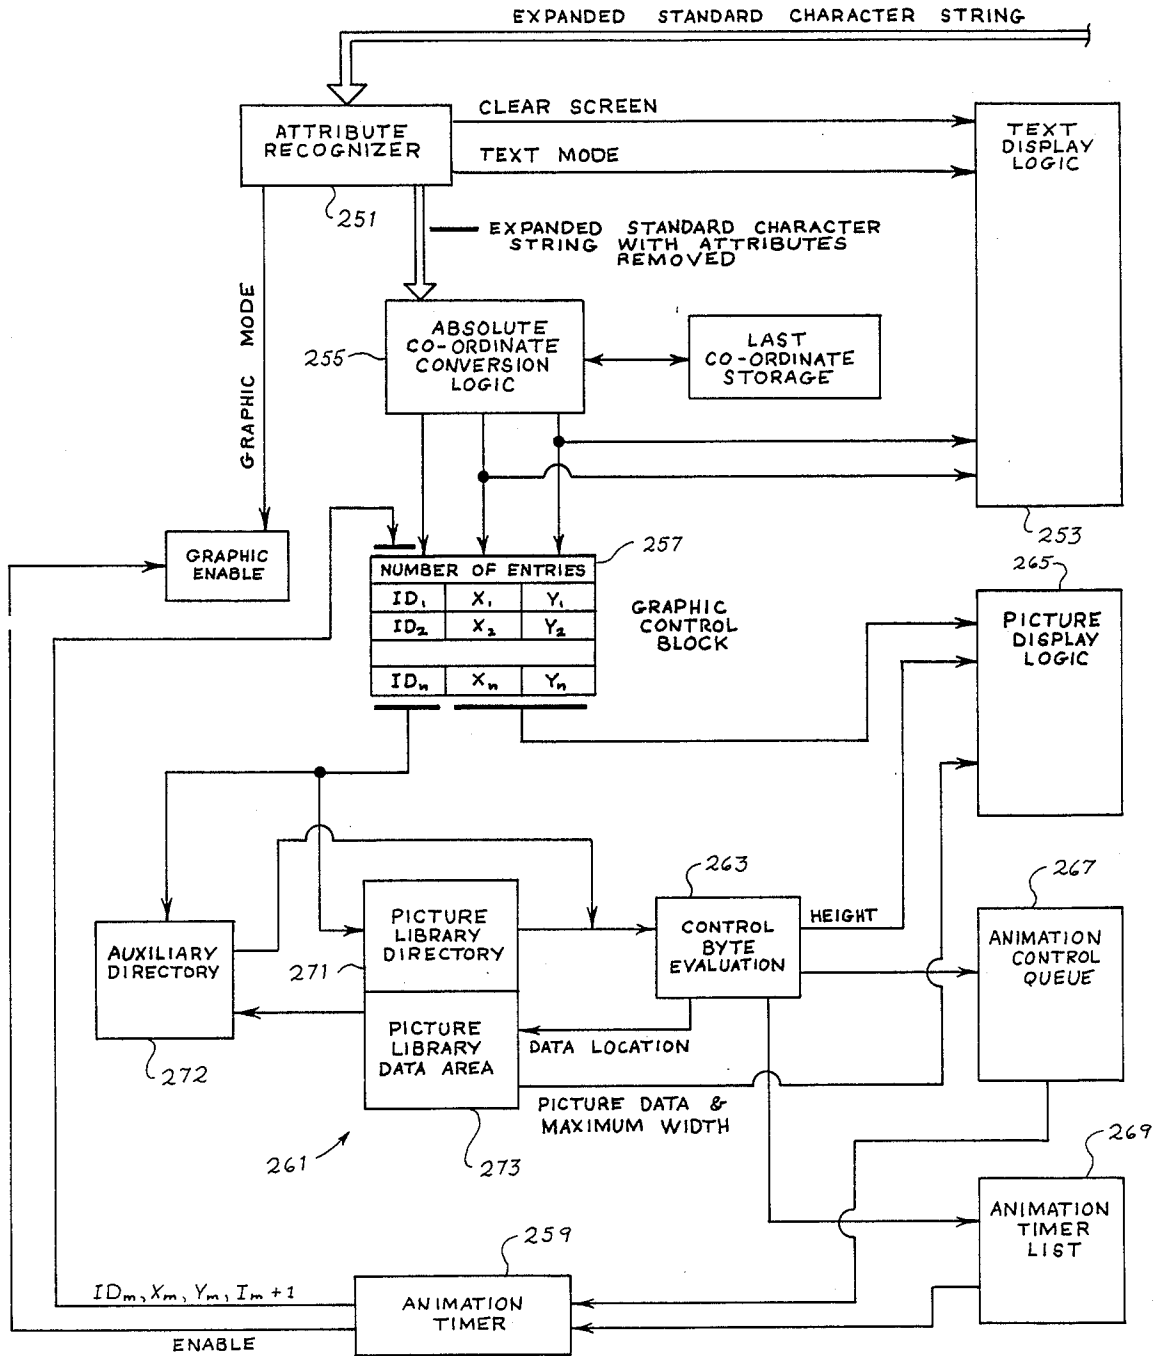 EXPANDED STANDARD CHARACTER STRING
ATTRIBUTE
RECOGNIZER
251
CLEAR SCREEN
TEXT MODE
TEXT
DISPLAY
LOGIC
253
EXPANDED STANDARD CHARACTER
STRING WITH ATTRIBUTES
REMOVED
GRAPHIC MODE
255
ABSOLUTE
CO-ORDINATE
CONVERSION
LOGIC
LAST
CO-ORDINATE
STORAGE
GRAPHIC
ENABLE
257
NUMBER OF ENTRIES
ID₁ X₁ Y₁
ID₂ X₂ Y₂
IDₙ Xₙ Yₙ
GRAPHIC
CONTROL
BLOCK
265
PICTURE
DISPLAY
LOGIC
AUXILIARY
DIRECTORY
272
PICTURE
LIBRARY
DIRECTORY
271
PICTURE
LIBRARY
DATA AREA
273
261
263
CONTROL
BYTE
EVALUATION
HEIGHT
DATA LOCATION
PICTURE DATA &
MAXIMUM WIDTH
267
ANIMATION
CONTROL
QUEUE
269
ANIMATION
TIMER
LIST
259
ANIMATION
TIMER
IDₘ, Xₘ, Yₘ, Iₘ+1
ENABLE